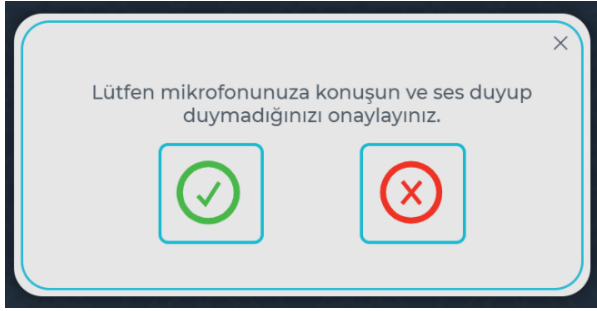 Lütfen mikrofonunuza konuşun ve ses duyup
duymadığınızı onaylayınız.